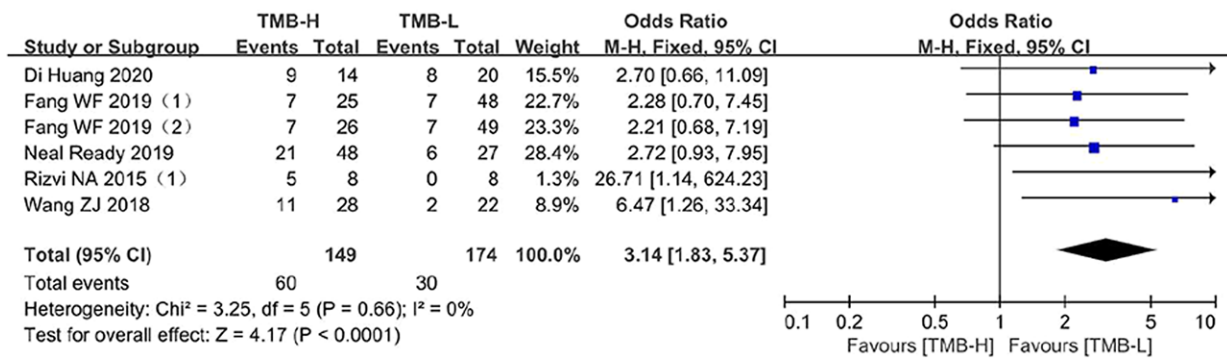 TMB-H TMB-L Odds Ratio Odds Ratio
Study or Subgroup Events Total Events Total Weight M-H, Fixed, 95% CI M-H, Fixed, 95% CI
Di Huang 2020 9 14 8 20 15.5% 2.70 [0.66, 11.09]
Fang WF 2019（1） 7 25 7 48 22.7% 2.28 [0.70, 7.45]
Fang WF 2019（2） 7 26 7 49 23.3% 2.21 [0.68, 7.19]
Neal Ready 2019 21 48 6 27 28.4% 2.72 [0.93, 7.95]
Rizvi NA 2015（1） 5 8 0 8 1.3% 26.71 [1.14, 624.23]
Wang ZJ 2018 11 28 2 22 8.9% 6.47 [1.26, 33.34]
Total (95% CI) 149 174 100.0% 3.14 [1.83, 5.37]
Total events 60 30
Heterogeneity: Chi² = 3.25, df = 5 (P = 0.66); I² = 0%
Test for overall effect: Z = 4.17 (P < 0.0001)
0.1 0.2 0.5 1 2 5 10
Favours [TMB-H] Favours [TMB-L]